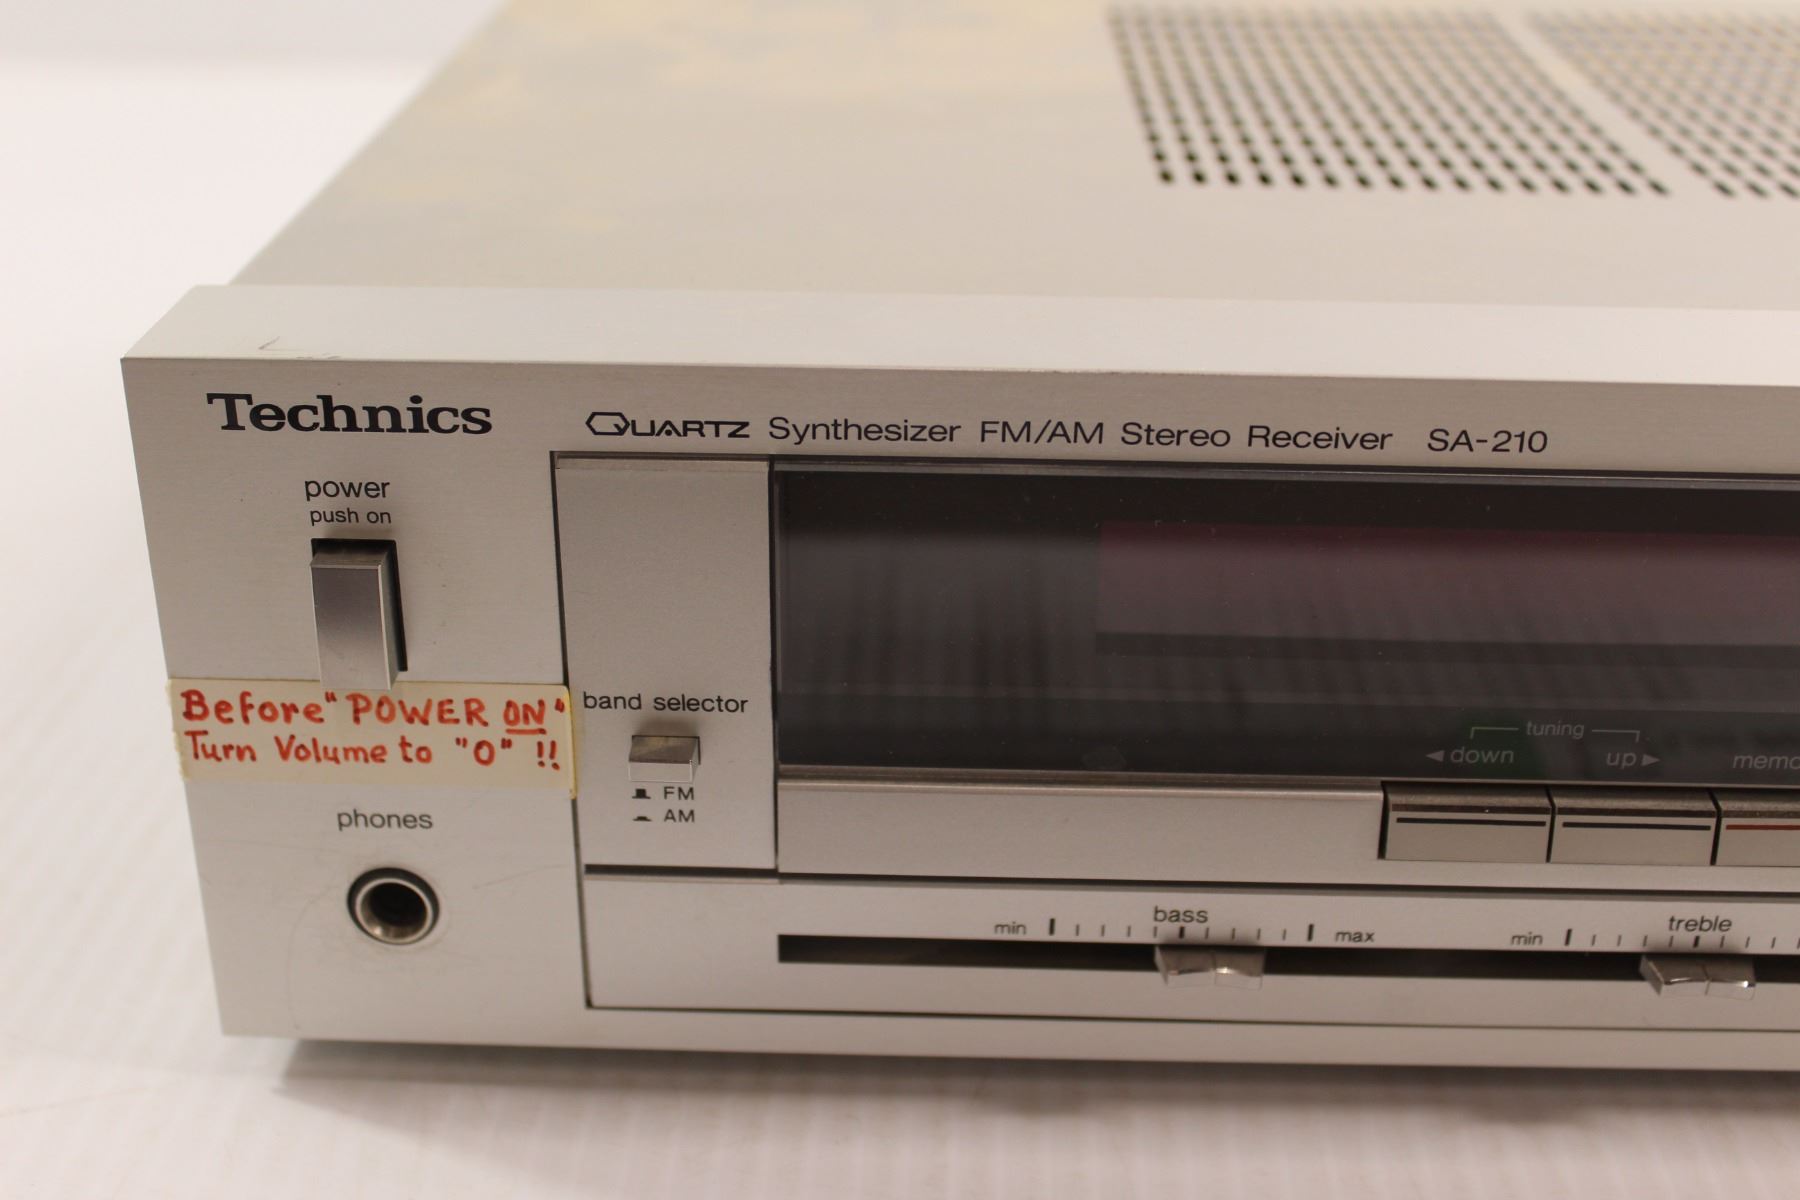 Technics
QUARTZ Synthesizer FM/AM Stereo Receiver SA-210
power
push on
Before "POWER ON"
Turn Volume to "0" !!
band selector
FM
AM
phones
tuning
◄ down up ►
memo
bass
min max
treble
min